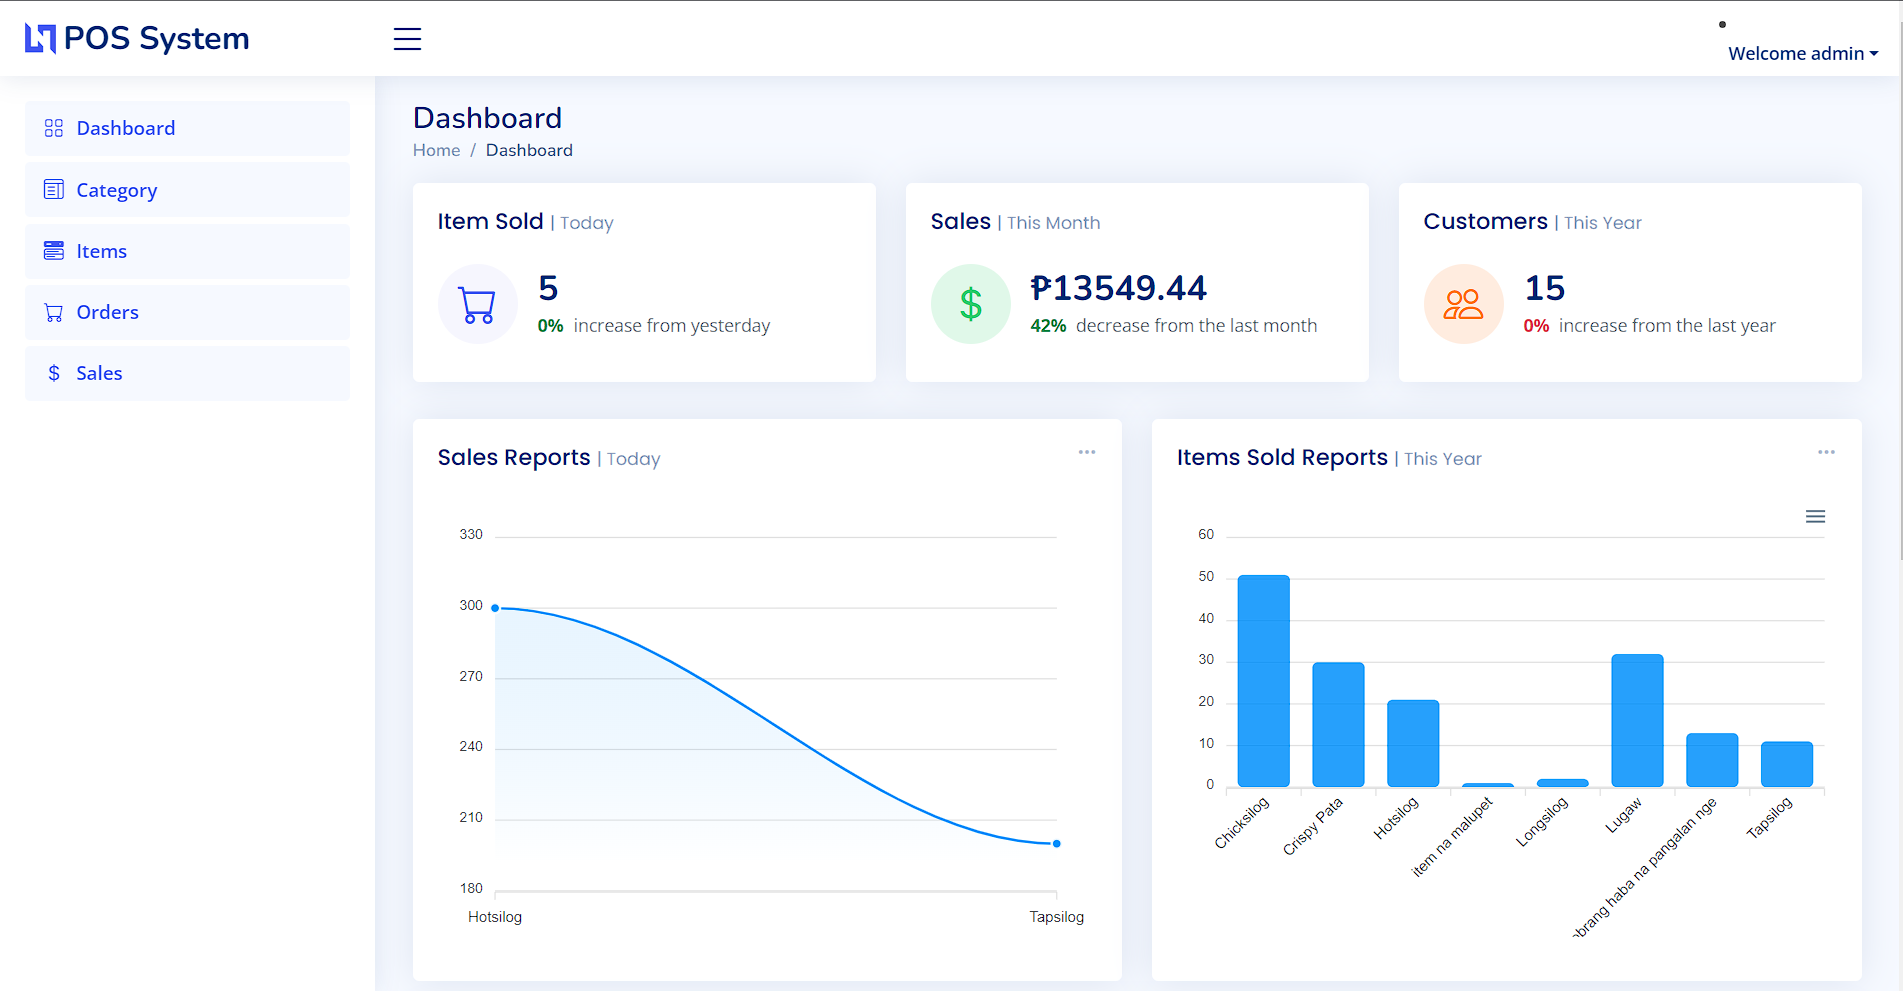 POS System
Welcome admin
Dashboard
Category
Items
Orders
$ Sales
Dashboard
Home / Dashboard
Item Sold | Today
5
0% increase from yesterday
Sales | This Month
$
₱13549.44
42% decrease from the last month
Customers | This Year
15
0% increase from the last year
Sales Reports | Today
330
300
270
240
210
180
Hotsilog
Tapsilog
Items Sold Reports | This Year
60
50
40
30
20
10
0
Chicksilog
Crispy Pata
Hotsilog
item na malupet
Longsilog
Lugaw
haba na pangalan nge
Tapsilog